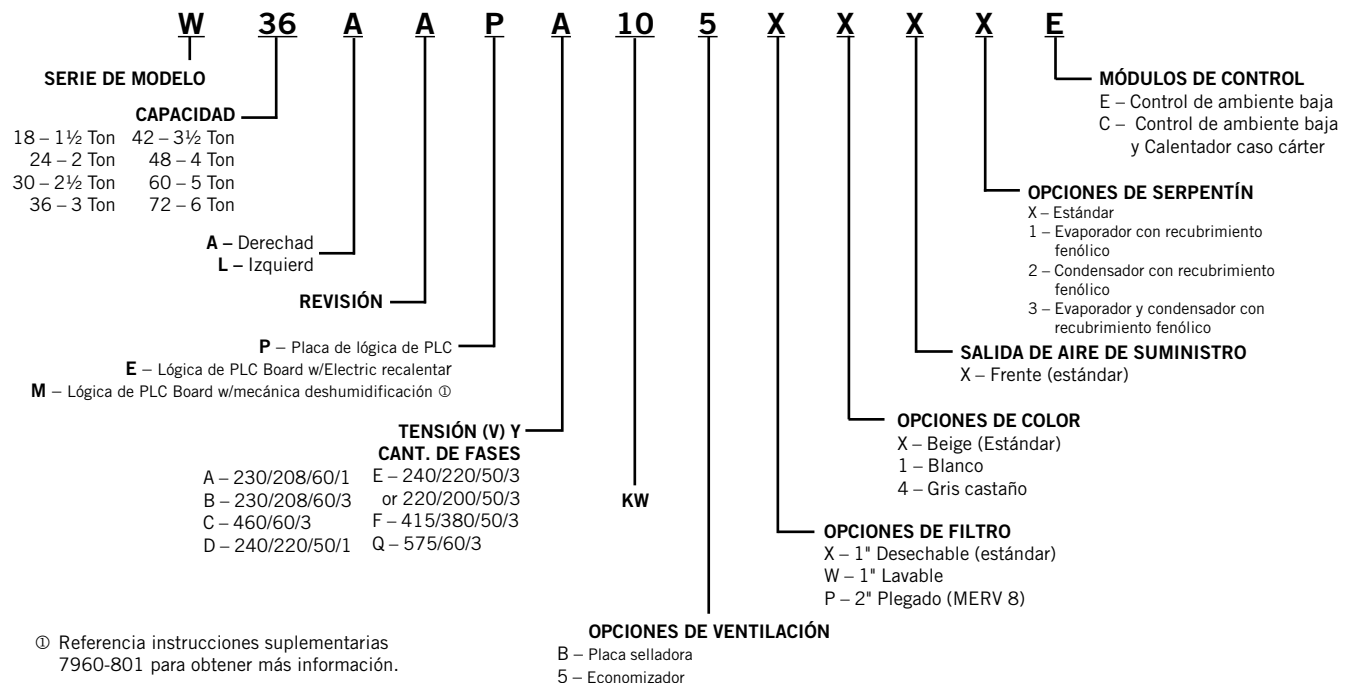 W 36 A A P A 10 5 X X X X E
SERIE DE MODELO
CAPACIDAD
18 – 1½ Ton 42 – 3½ Ton
24 – 2 Ton 48 – 4 Ton
30 – 2½ Ton 60 – 5 Ton
36 – 3 Ton 72 – 6 Ton
A – Derechad
L – Izquierd
REVISIÓN
P – Placa de lógica de PLC
E – Lógica de PLC Board w/Electric recalentar
M – Lógica de PLC Board w/mecánica deshumidificación ①
TENSIÓN (V) Y
CANT. DE FASES
A – 230/208/60/1 E – 240/220/50/3
B – 230/208/60/3 or 220/200/50/3
C – 460/60/3 F – 415/380/50/3
D – 240/220/50/1 Q – 575/60/3
KW
OPCIONES DE VENTILACIÓN
B – Placa selladora
5 – Economizador
OPCIONES DE FILTRO
X – 1" Desechable (estándar)
W – 1" Lavable
P – 2" Plegado (MERV 8)
OPCIONES DE COLOR
X – Beige (Estándar)
1 – Blanco
4 – Gris castaño
SALIDA DE AIRE DE SUMINISTRO
X – Frente (estándar)
OPCIONES DE SERPENTÍN
X – Estándar
1 – Evaporador con recubrimiento
fenólico
2 – Condensador con recubrimiento
fenólico
3 – Evaporador y condensador con
recubrimiento fenólico
MÓDULOS DE CONTROL
E – Control de ambiente baja
C – Control de ambiente baja
y Calentador caso cárter
① Referencia instrucciones suplementarias
7960-801 para obtener más información.